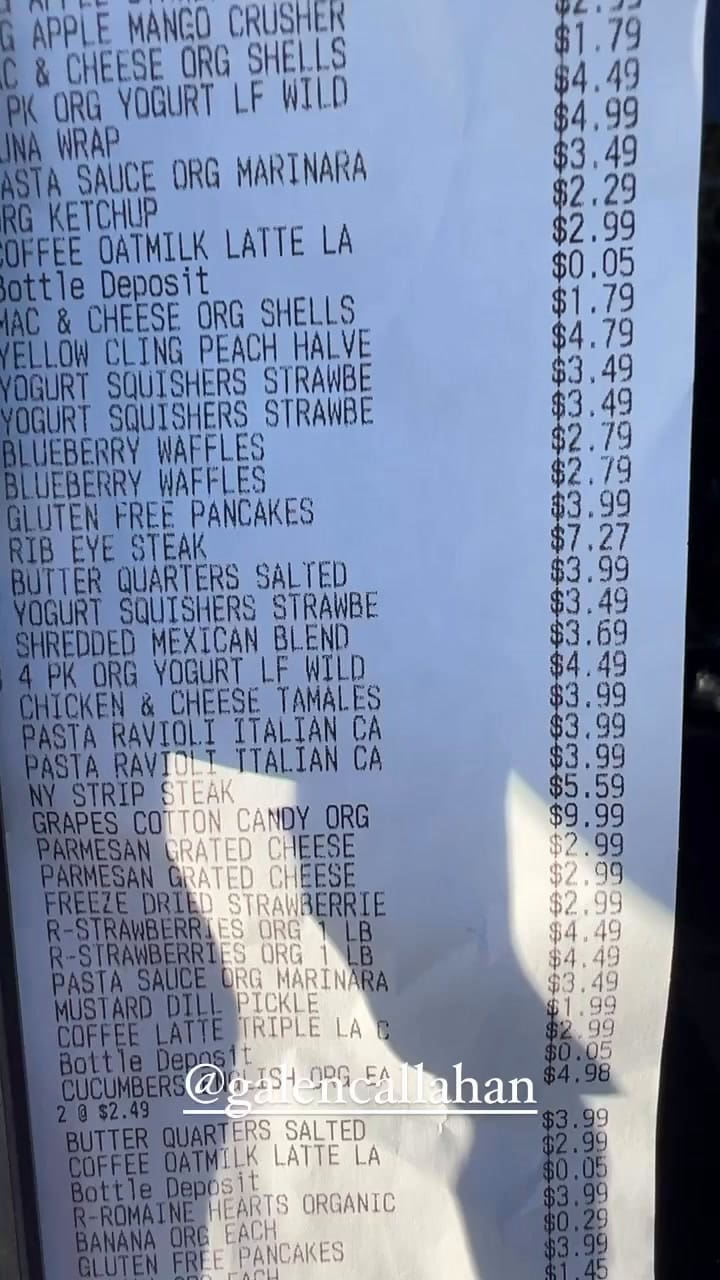 G APPLE MANGO CRUSHER
C & CHEESE ORG SHELLS $1.79
PK ORG YOGURT LF WILD $4.49
UNA WRAP $4.99
ASTA SAUCE ORG MARINARA $3.49
RG KETCHUP $2.29
COFFEE OATMILK LATTE LA $2.99
Bottle Deposit $0.05
MAC & CHEESE ORG SHELLS $1.79
YELLOW CLING PEACH HALVE $4.79
YOGURT SQUISHERS STRAWBE $3.49
YOGURT SQUISHERS STRAWBE $3.49
BLUEBERRY WAFFLES $2.79
BLUEBERRY WAFFLES $2.79
GLUTEN FREE PANCAKES $3.99
RIB EYE STEAK $7.27
BUTTER QUARTERS SALTED $3.99
YOGURT SQUISHERS STRAWBE $3.49
SHREDDED MEXICAN BLEND $3.69
4 PK ORG YOGURT LF WILD $4.49
CHICKEN & CHEESE TAMALES $3.99
PASTA RAVIOLI ITALIAN CA $3.99
PASTA RAVIOLI ITALIAN CA $3.99
NY STRIP STEAK $5.59
GRAPES COTTON CANDY ORG $9.99
PARMESAN GRATED CHEESE $2.99
PARMESAN GRATED CHEESE $2.99
FREEZE DRIED STRAWBERRIE $2.99
R-STRAWBERRIES ORG 1 LB $4.49
R-STRAWBERRIES ORG 1 LB $4.49
PASTA SAUCE ORG MARINARA $3.49
MUSTARD DILL PICKLE $1.99
COFFEE LATTE TRIPLE LA C $2.99
Bottle Deposit $0.05
CUCUMBERS ENGLISH ORG EA $4.98
@galencallahan
2 @ $2.49
BUTTER QUARTERS SALTED $3.99
COFFEE OATMILK LATTE LA $2.99
Bottle Deposit $0.05
R-ROMAINE HEARTS ORGANIC $3.99
BANANA ORG EACH $0.29
GLUTEN FREE PANCAKES $3.99
EACH $1.45